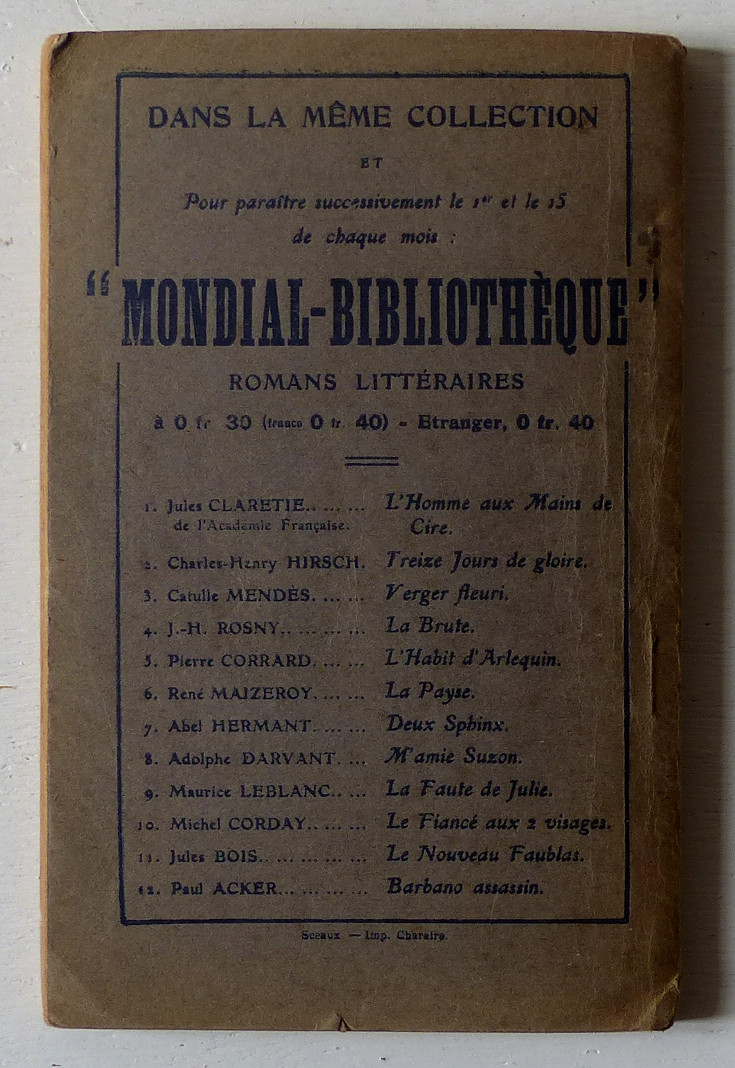 DANS LA MÊME COLLECTION
ET
Pour paraître successivement le 1er et le 15
de chaque mois :
“ MONDIAL-BIBLIOTHÈQUE ”
ROMANS LITTÉRAIRES
à 0 fr 30 (franco 0 fr. 40) - Etranger, 0 fr. 40
1. Jules CLARETIE.. ... ... L'Homme aux Mains de
de l'Académie Française. Cire.
2. Charles-Henry HIRSCH. Treize Jours de gloire.
3. Catulle MENDÈS. ... ... Verger fleuri.
4. J.-H. ROSNY.. ... ... ... La Brute.
5. Pierre CORRARD. ... ... L'Habit d'Arlequin.
6. René MAIZEROY. ... ... La Payse.
7. Abel HERMANT. ... ... Deux Sphinx.
8. Adolphe DARVANT. ... M'amie Suzon.
9. Maurice LEBLANC.. ... La Faute de Julie.
10. Michel CORDAY.. ... ... Le Fiancé aux 2 visages.
11. Jules BOIS.. ... ... ... ... Le Nouveau Faublas.
12. Paul ACKER... ... ... ... Barbano assassin.
Sceaux — Imp. Charaire.